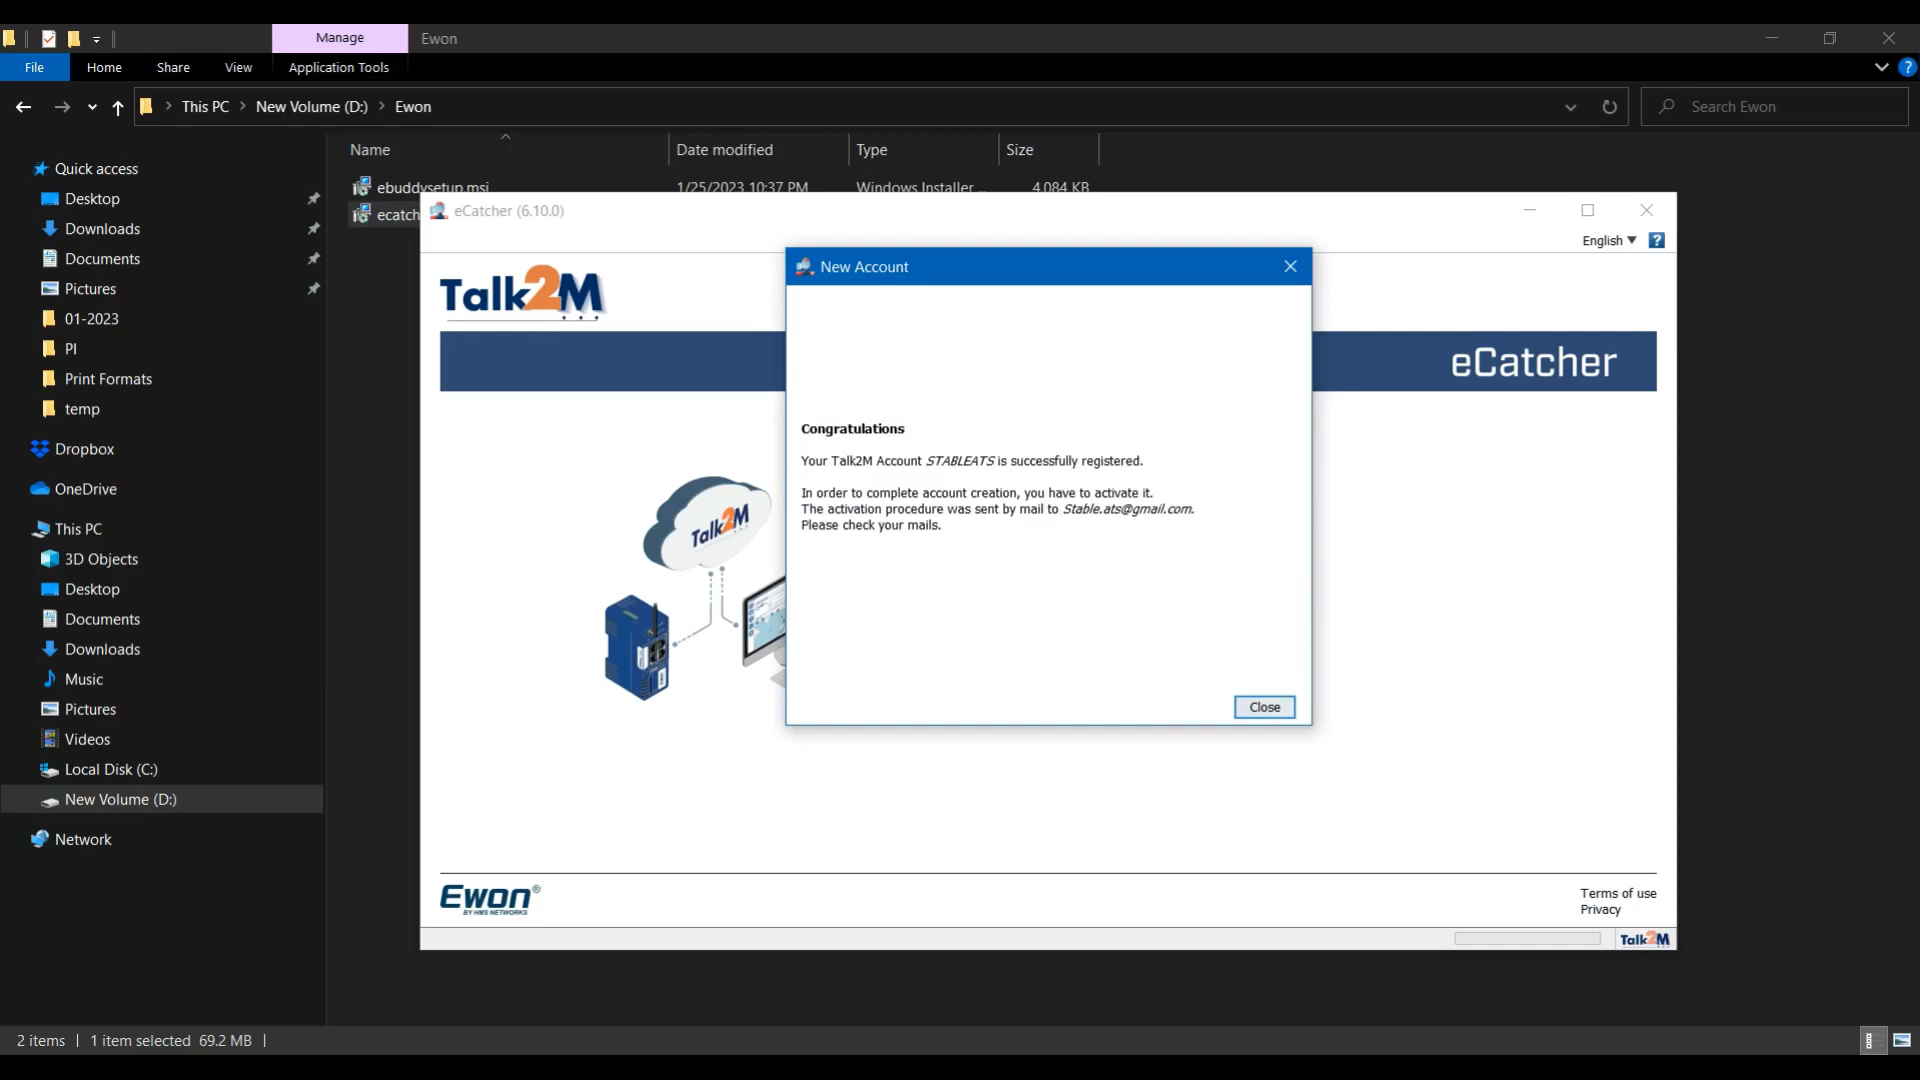 Manage
Ewon
File
Home
Share
View
Application Tools
This PC
New Volume (D:)
Ewon
Search Ewon
Name
Date modified
Type
Size
Quick access
Desktop
Downloads
Documents
Pictures
01-2023
PI
Print Formats
temp
Dropbox
OneDrive
This PC
3D Objects
Desktop
Documents
Downloads
Music
Pictures
Videos
Local Disk (C:)
New Volume (D:)
Network
ebuddysetup.msi
1/25/2023 10:37 PM
Windows Installer ...
4,084 KB
ecatch
eCatcher (6.10.0)
English
?
Talk2M
eCatcher
New Account
Congratulations
Your Talk2M Account STABLEATS is successfully registered.
In order to complete account creation, you have to activate it.
The activation procedure was sent by mail to Stable.ats@gmail.com.
Please check your mails.
Close
Talk2M
Ewon®
BY HMS NETWORKS
Terms of use
Privacy
Talk2M
2 items
1 item selected 69.2 MB